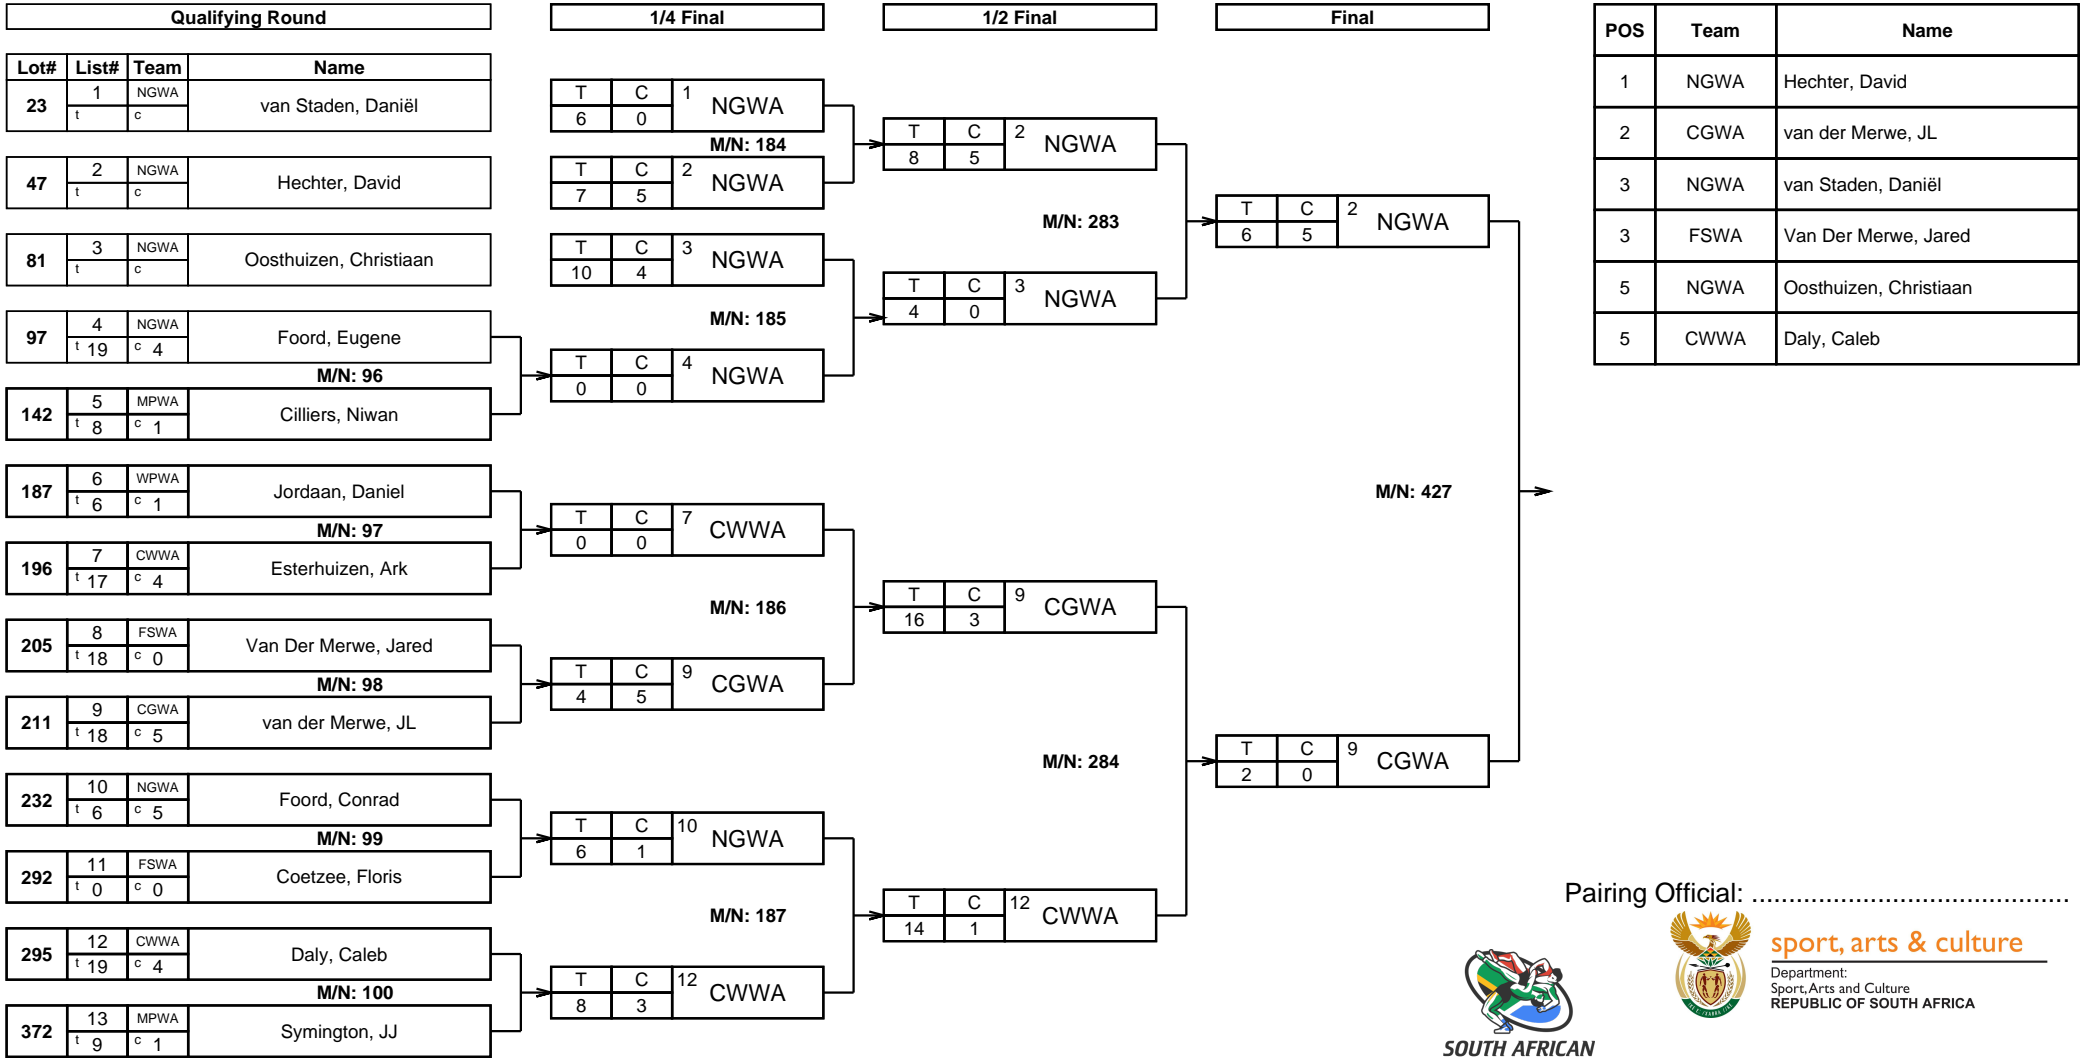 Qualifying Round 1/4 Final 1/2 Final Final
POS Team Name
1 NGWA Hechter, David
2 CGWA van der Merwe, JL
3 NGWA van Staden, Daniël
3 FSWA Van Der Merwe, Jared
5 NGWA Oosthuizen, Christiaan
5 CWWA Daly, Caleb
Lot# List# Team Name
23 1 NGWA van Staden, Daniël
t c
47 2 NGWA Hechter, David
t c
81 3 NGWA Oosthuizen, Christiaan
t c
97 4 NGWA Foord, Eugene
t 19 c 4
M/N: 96
142 5 MPWA Cilliers, Niwan
t 8 c 1
187 6 WPWA Jordaan, Daniel
t 6 c 1
M/N: 97
196 7 CWWA Esterhuizen, Ark
t 17 c 4
205 8 FSWA Van Der Merwe, Jared
t 18 c 0
M/N: 98
211 9 CGWA van der Merwe, JL
t 18 c 5
232 10 NGWA Foord, Conrad
t 6 c 5
M/N: 99
292 11 FSWA Coetzee, Floris
t 0 c 0
295 12 CWWA Daly, Caleb
t 19 c 4
M/N: 100
372 13 MPWA Symington, JJ
t 9 c 1
T C 1 NGWA
6 0
M/N: 184
T C 2 NGWA
7 5
T C 3 NGWA
10 4
M/N: 185
T C 4 NGWA
0 0
T C 7 CWWA
0 0
M/N: 186
T C 9 CGWA
4 5
T C 10 NGWA
6 1
M/N: 187
T C 12 CWWA
8 3
T C 2 NGWA
8 5
M/N: 283
T C 3 NGWA
4 0
T C 9 CGWA
16 3
M/N: 284
T C 12 CWWA
14 1
T C 2 NGWA
6 5
M/N: 427
T C 9 CGWA
2 0
Pairing Official: ..........................................
sport, arts & culture
Department:
Sport, Arts and Culture
REPUBLIC OF SOUTH AFRICA
SOUTH AFRICAN